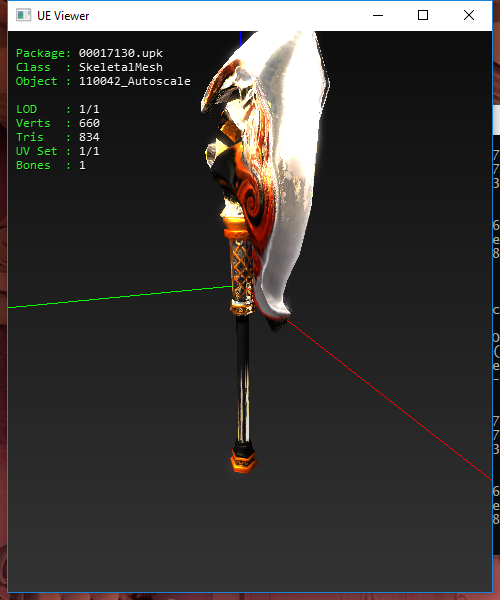 UE Viewer
Package: 00017130.upk
Class  : SkeletalMesh
Object : 110042_Autoscale
LOD    : 1/1
Verts  : 660
Tris   : 834
UV Set : 1/1
Bones  : 1